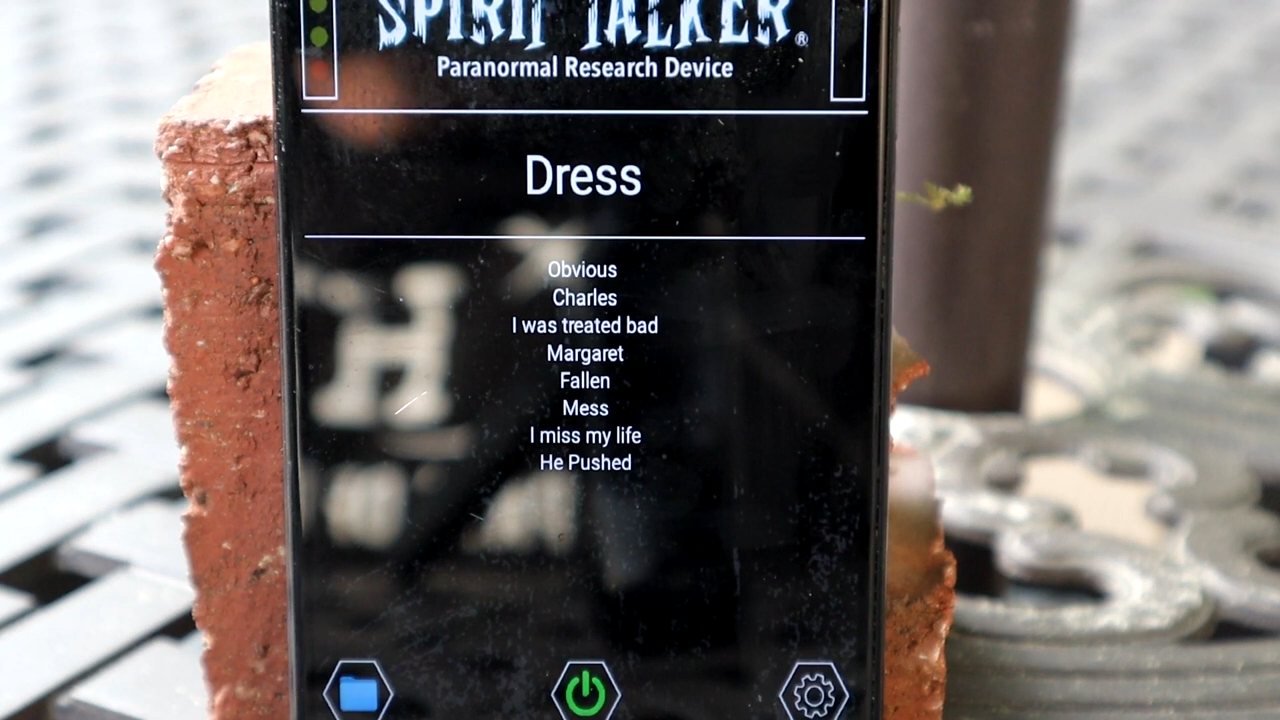 SPIRIT TALKER®
Paranormal Research Device
Dress
Obvious
Charles
I was treated bad
Margaret
Fallen
Mess
I miss my life
He Pushed